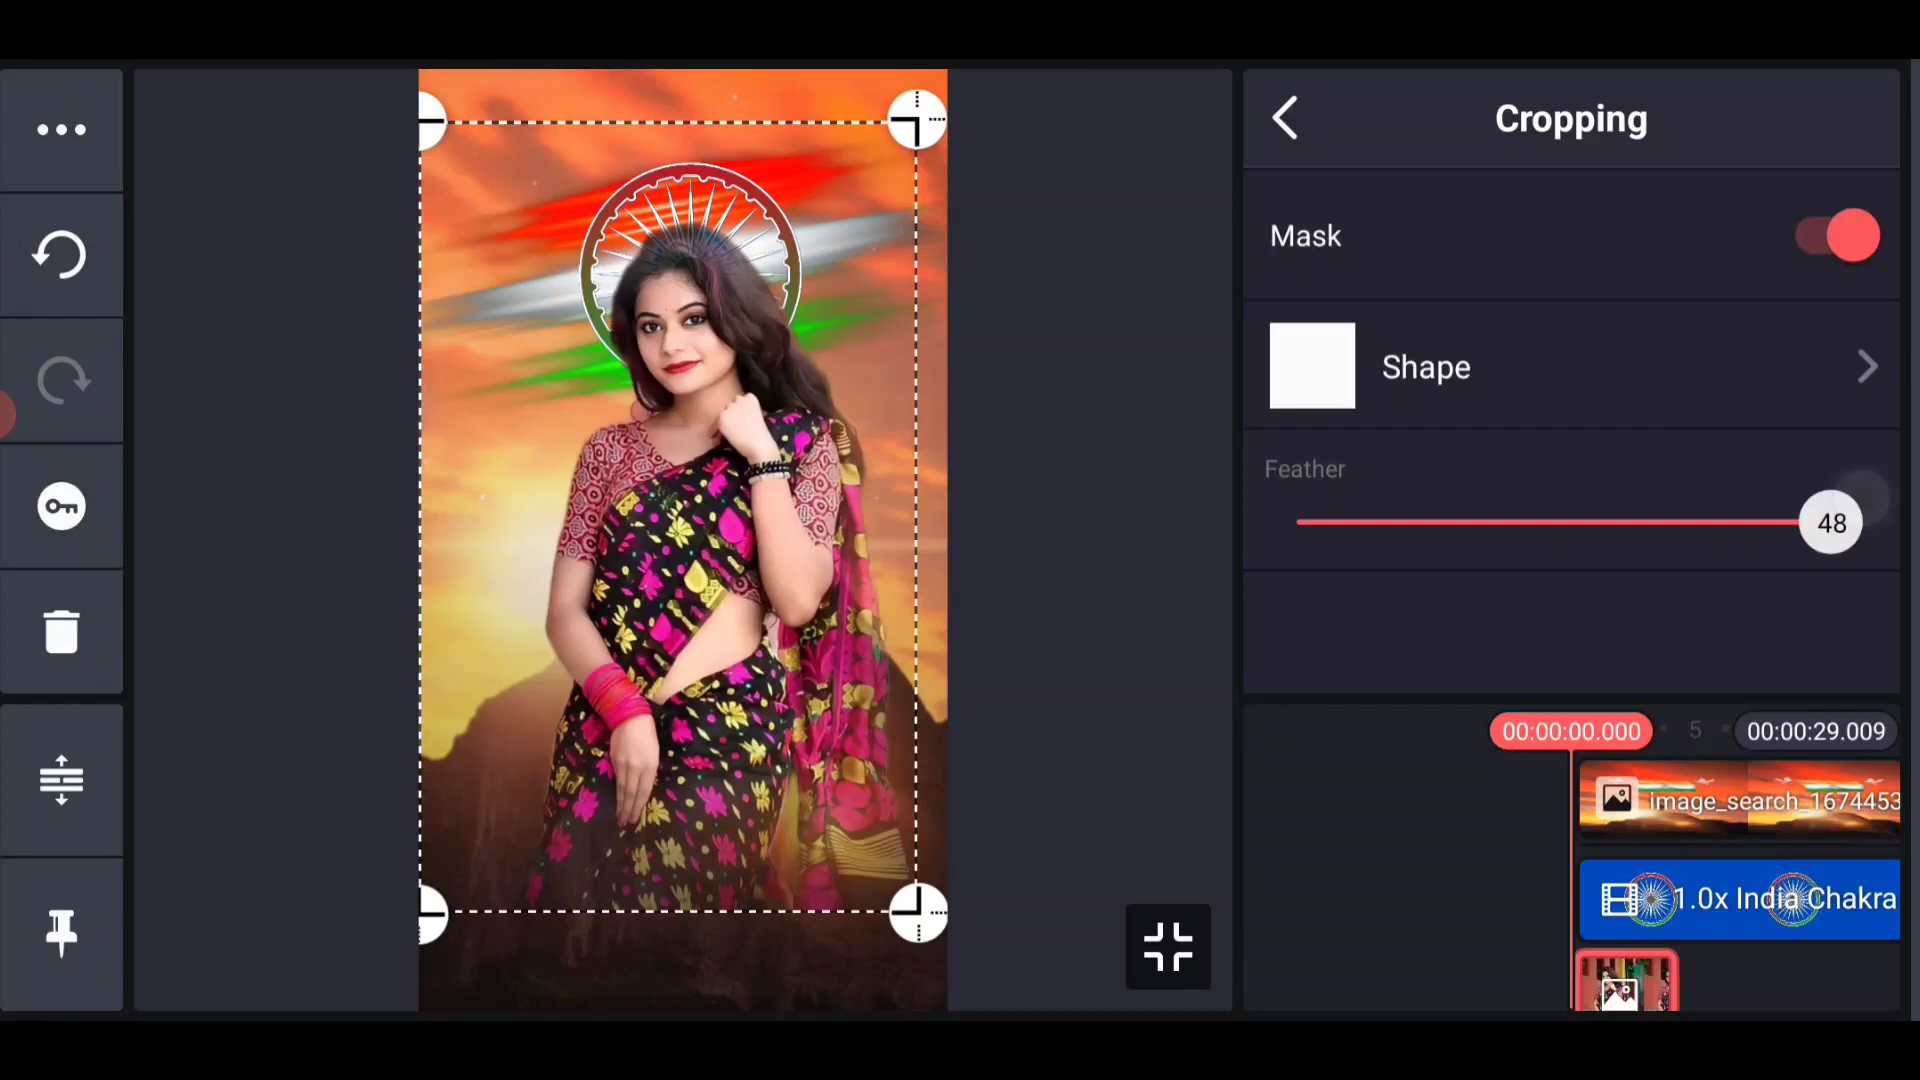 Cropping
Mask
Shape
Feather
48
00:00:00.000
5
00:00:29.009
image_search_1674453
1.0x India Chakra